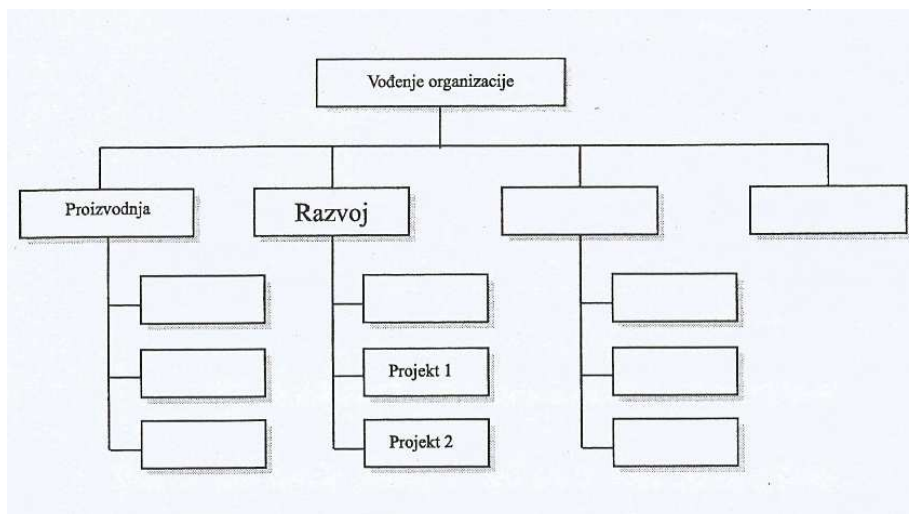 Vođenje organizacije
Proizvodnja
Razvoj
Projekt 1
Projekt 2